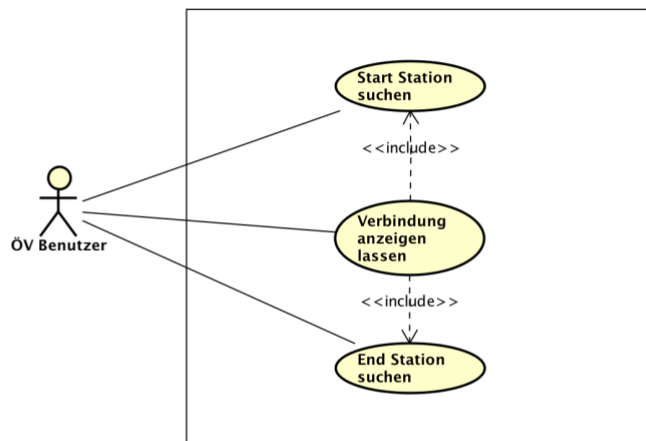 Start Station
suchen
<<include>>
Verbindung
anzeigen
lassen
ÖV Benutzer
<<include>>
End Station
suchen